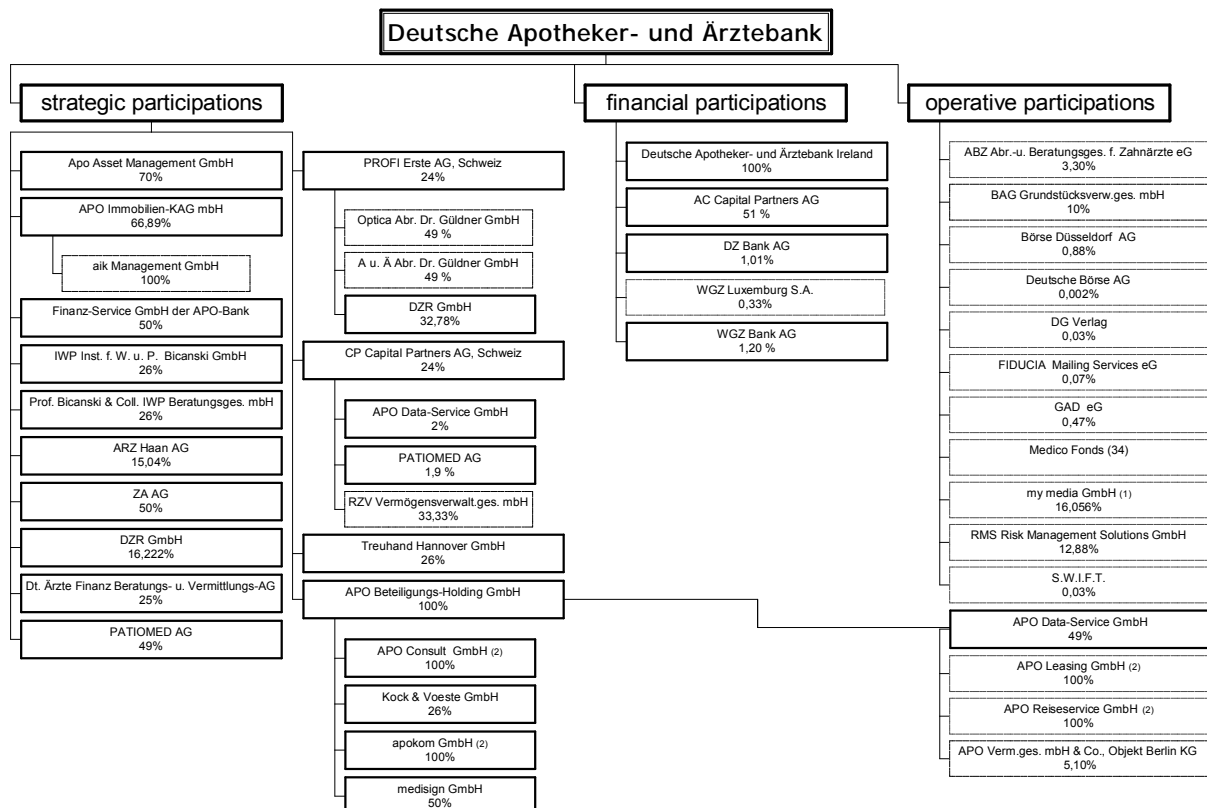 Deutsche Apotheker- und Ärztebank
strategic participations
Apo Asset Management GmbH
70%
APO Immobilien-KAG mbH
66,89%
aik Management GmbH
100%
Finanz-Service GmbH der APO-Bank
50%
IWP Inst. f. W. u. P. Bicanski GmbH
26%
Prof. Bicanski & Coll. IWP Beratungsges. mbH
26%
ARZ Haan AG
15,04%
ZA AG
50%
DZR GmbH
16,222%
Dt. Ärzte Finanz Beratungs- u. Vermittlungs-AG
25%
PATIOMED AG
49%
PROFI Erste AG, Schweiz
24%
Optica Abr. Dr. Güldner GmbH
49 %
A u. Ä Abr. Dr. Güldner GmbH
49 %
DZR GmbH
32,78%
CP Capital Partners AG, Schweiz
24%
APO Data-Service GmbH
2%
PATIOMED AG
1,9 %
RZV Vermögensverwalt.ges. mbH
33,33%
Treuhand Hannover GmbH
26%
APO Beteiligungs-Holding GmbH
100%
APO Consult GmbH (2)
100%
Kock & Voeste GmbH
26%
apokom GmbH (2)
100%
medisign GmbH
50%
financial participations
Deutsche Apotheker- und Ärztebank Ireland
100%
AC Capital Partners AG
51 %
DZ Bank AG
1,01%
WGZ Luxemburg S.A.
0,33%
WGZ Bank AG
1,20 %
operative participations
ABZ Abr.-u. Beratungsges. f. Zahnärzte eG
3,30%
BAG Grundstücksverw.ges. mbH
10%
Börse Düsseldorf AG
0,88%
Deutsche Börse AG
0,002%
DG Verlag
0,03%
FIDUCIA Mailing Services eG
0,07%
GAD eG
0,47%
Medico Fonds (34)
my media GmbH (1)
16,056%
RMS Risk Management Solutions GmbH
12,88%
S.W.I.F.T.
0,03%
APO Data-Service GmbH
49%
APO Leasing GmbH (2)
100%
APO Reiseservice GmbH (2)
100%
APO Verm.ges. mbH & Co., Objekt Berlin KG
5,10%